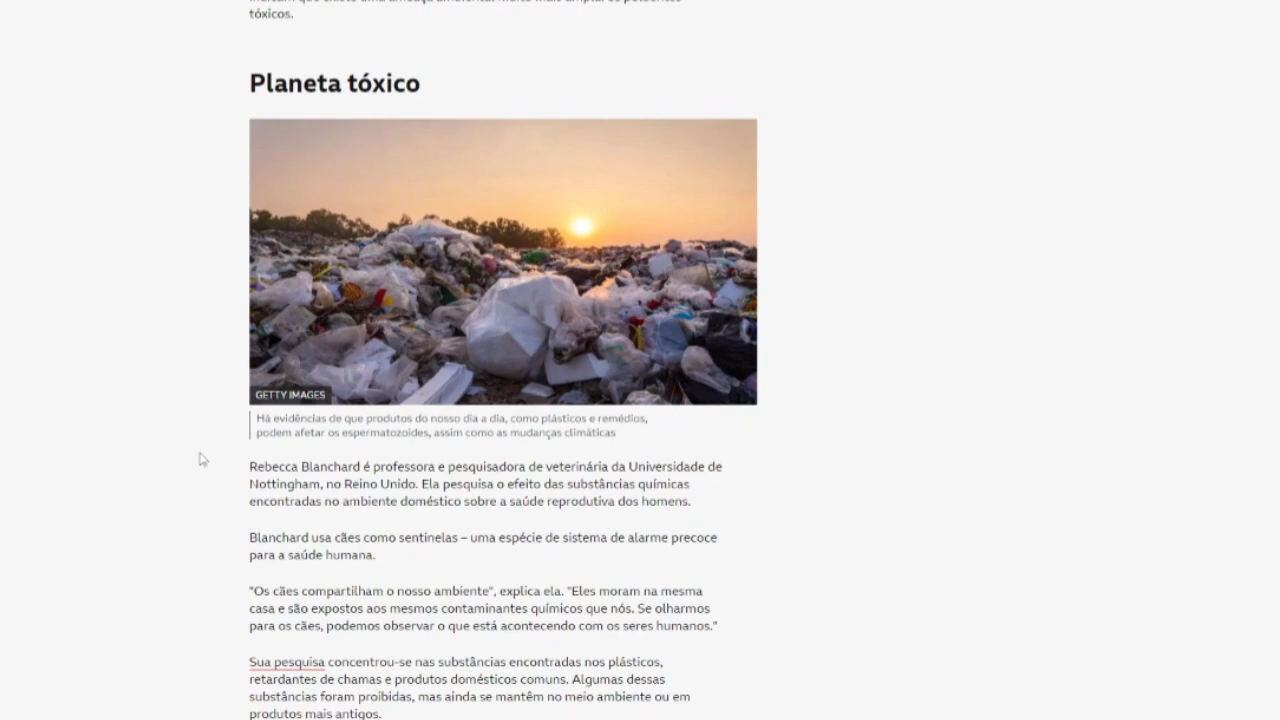 tóxicos.
Planeta tóxico
GETTY IMAGES
Há evidências de que produtos do nosso dia a dia, como plásticos e remédios,
podem afetar os espermatozoides, assim como as mudanças climáticas
Rebecca Blanchard é professora e pesquisadora de veterinária da Universidade de
Nottingham, no Reino Unido. Ela pesquisa o efeito das substâncias químicas
encontradas no ambiente doméstico sobre a saúde reprodutiva dos homens.
Blanchard usa cães como sentinelas – uma espécie de sistema de alarme precoce
para a saúde humana.
"Os cães compartilham o nosso ambiente", explica ela. "Eles moram na mesma
casa e são expostos aos mesmos contaminantes químicos que nós. Se olharmos
para os cães, podemos observar o que está acontecendo com os seres humanos."
Sua pesquisa concentrou-se nas substâncias encontradas nos plásticos,
retardantes de chamas e produtos domésticos comuns. Algumas dessas
substâncias foram proibidas, mas ainda se mantêm no meio ambiente ou em
produtos mais antigos.